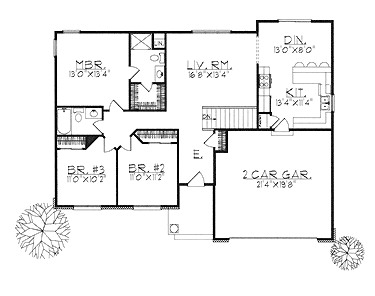 MBR.
13'0"X13'4"
LIV. RM.
16'8"X13'4"
DIN.
13'0"X8'0"
KIT.
13'4"X11'4"
BR. #3
11'0"X10'2"
BR. #2
11'0"X11'2"
2 CAR GAR.
21'4"X19'8"